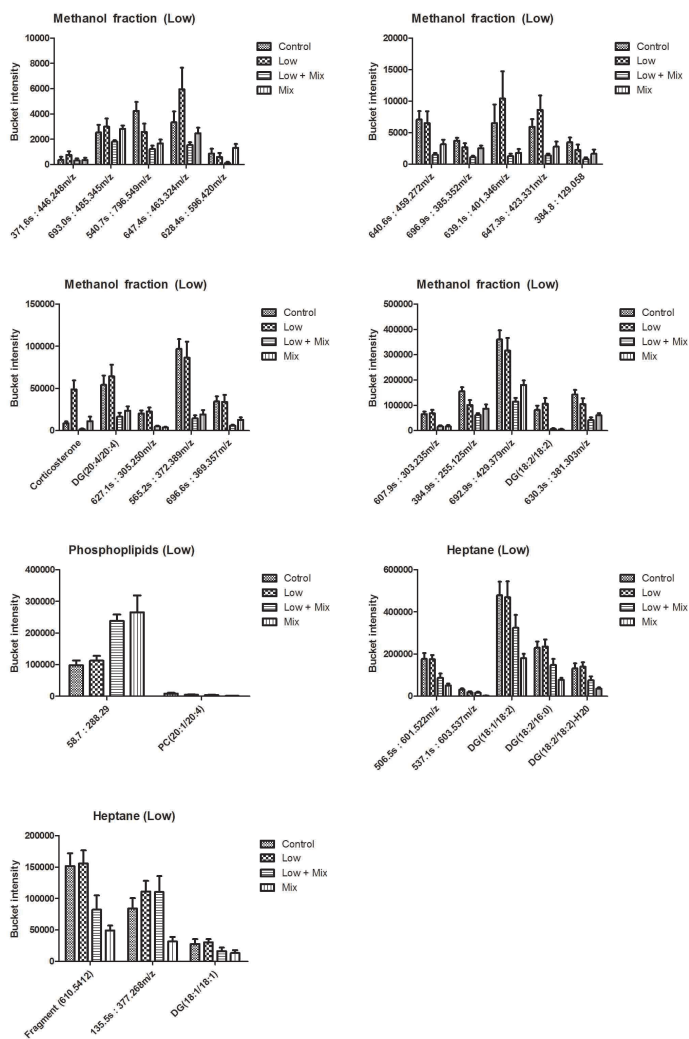 Methanol fraction (Low)
Bucket intensity
10000
8000
6000
4000
2000
0
371.6s : 446.248m/z
693.0s : 485.345m/z
540.7s : 796.549m/z
647.4s : 463.324m/z
628.4s : 596.420m/z
Control
Low
Low + Mix
Mix
Methanol fraction (Low)
Bucket intensity
20000
15000
10000
5000
0
640.6s : 459.272m/z
696.9s : 385.352m/z
639.1s : 401.346m/z
647.3s : 423.331m/z
384.8 : 129.058
Control
Low
Low + Mix
Mix
Methanol fraction (Low)
Bucket intensity
150000
100000
50000
0
Corticosterone
DG(20:4/20:4)
627.1s : 305.250m/z
565.2s : 372.389m/z
696.6s : 369.357m/z
Control
Low
Low + Mix
Mix
Methanol fraction (Low)
Bucket intensity
500000
400000
300000
200000
100000
0
607.9s : 303.235m/z
384.9s : 255.125m/z
692.9s : 429.379m/z
DG(18:2/18:2)
630.3s : 381.303m/z
Control
Low
Low + Mix
Mix
Phosphoplipids (Low)
Bucket intensity
400000
300000
200000
100000
0
58.7 : 288.29
PC(20:1/20:4)
Cotrol
Low
Low + Mix
Mix
Heptane (Low)
Bucket intensity
600000
400000
200000
0
506.5s : 601.522m/z
537.1s : 603.537m/z
DG(18:1/18:2)
DG(18:2/16:0)
DG(18:2/18:2)-H20
Control
Low
Low + Mix
Mix
Heptane (Low)
Bucket intensity
200000
150000
100000
50000
0
Fragment (610.5412)
135.5s : 377.268m/z
DG(18:1/18:1)
Control
Low
Low + Mix
Mix